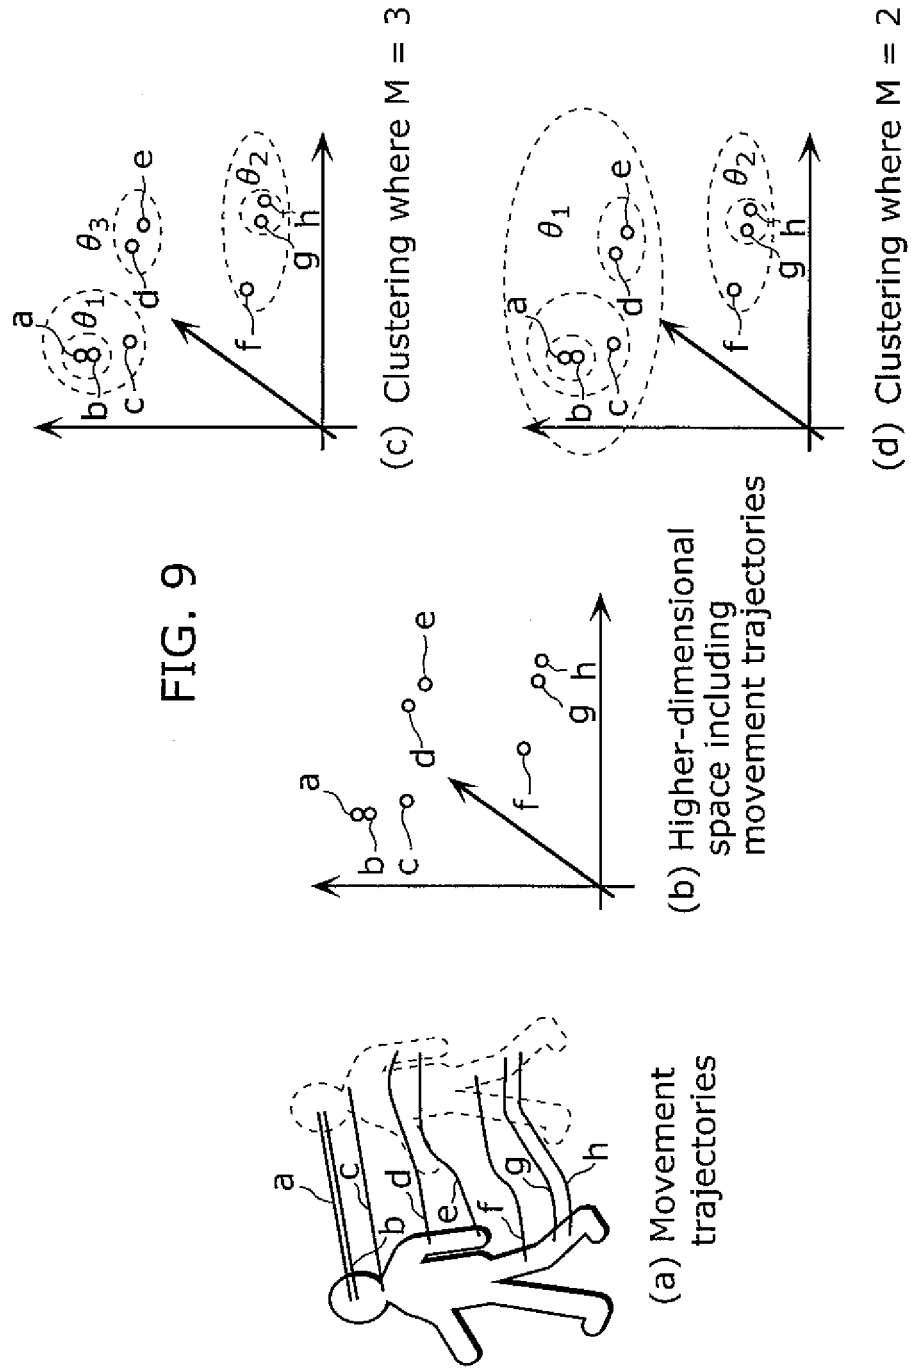 FIG. 9
a
b
c
d
e
f
g
h
(a) Movement
trajectories
a
b
c
d
e
f
g
h
(b) Higher-dimensional
space including
movement trajectories
a
b
c
d
e
f
g
h
θ1
θ2
θ3
(c) Clustering where M = 3
a
b
c
d
e
f
g
h
θ1
θ2
(d) Clustering where M = 2